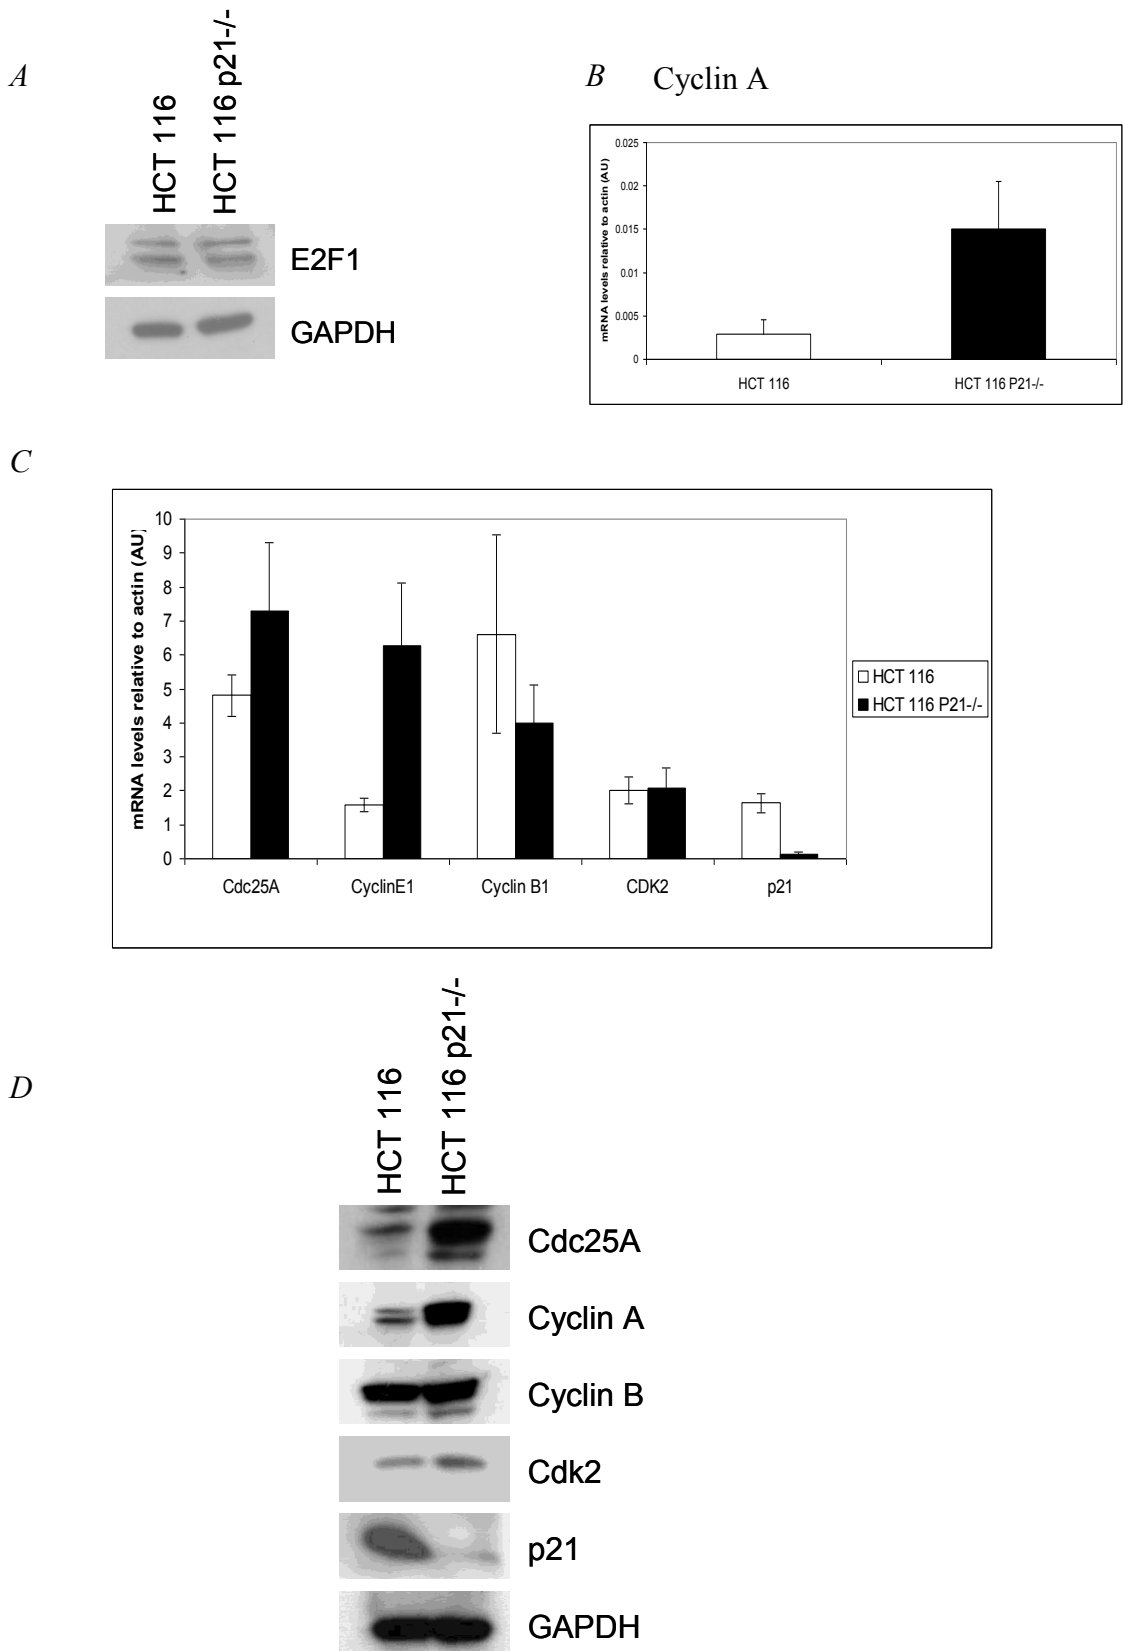 A
HCT 116
HCT 116 p21-/-
E2F1
GAPDH
B Cyclin A
mRNA levels relative to actin (AU)
0.025
0.02
0.015
0.01
0.005
0
HCT 116
HCT 116 P21-/-
C
mRNA levels relative to actin (AU)
10
9
8
7
6
5
4
3
2
1
0
Cdc25A
CyclinE1
Cyclin B1
CDK2
p21
HCT 116
HCT 116 P21-/-
D
HCT 116
HCT 116 p21-/-
Cdc25A
Cyclin A
Cyclin B
Cdk2
p21
GAPDH